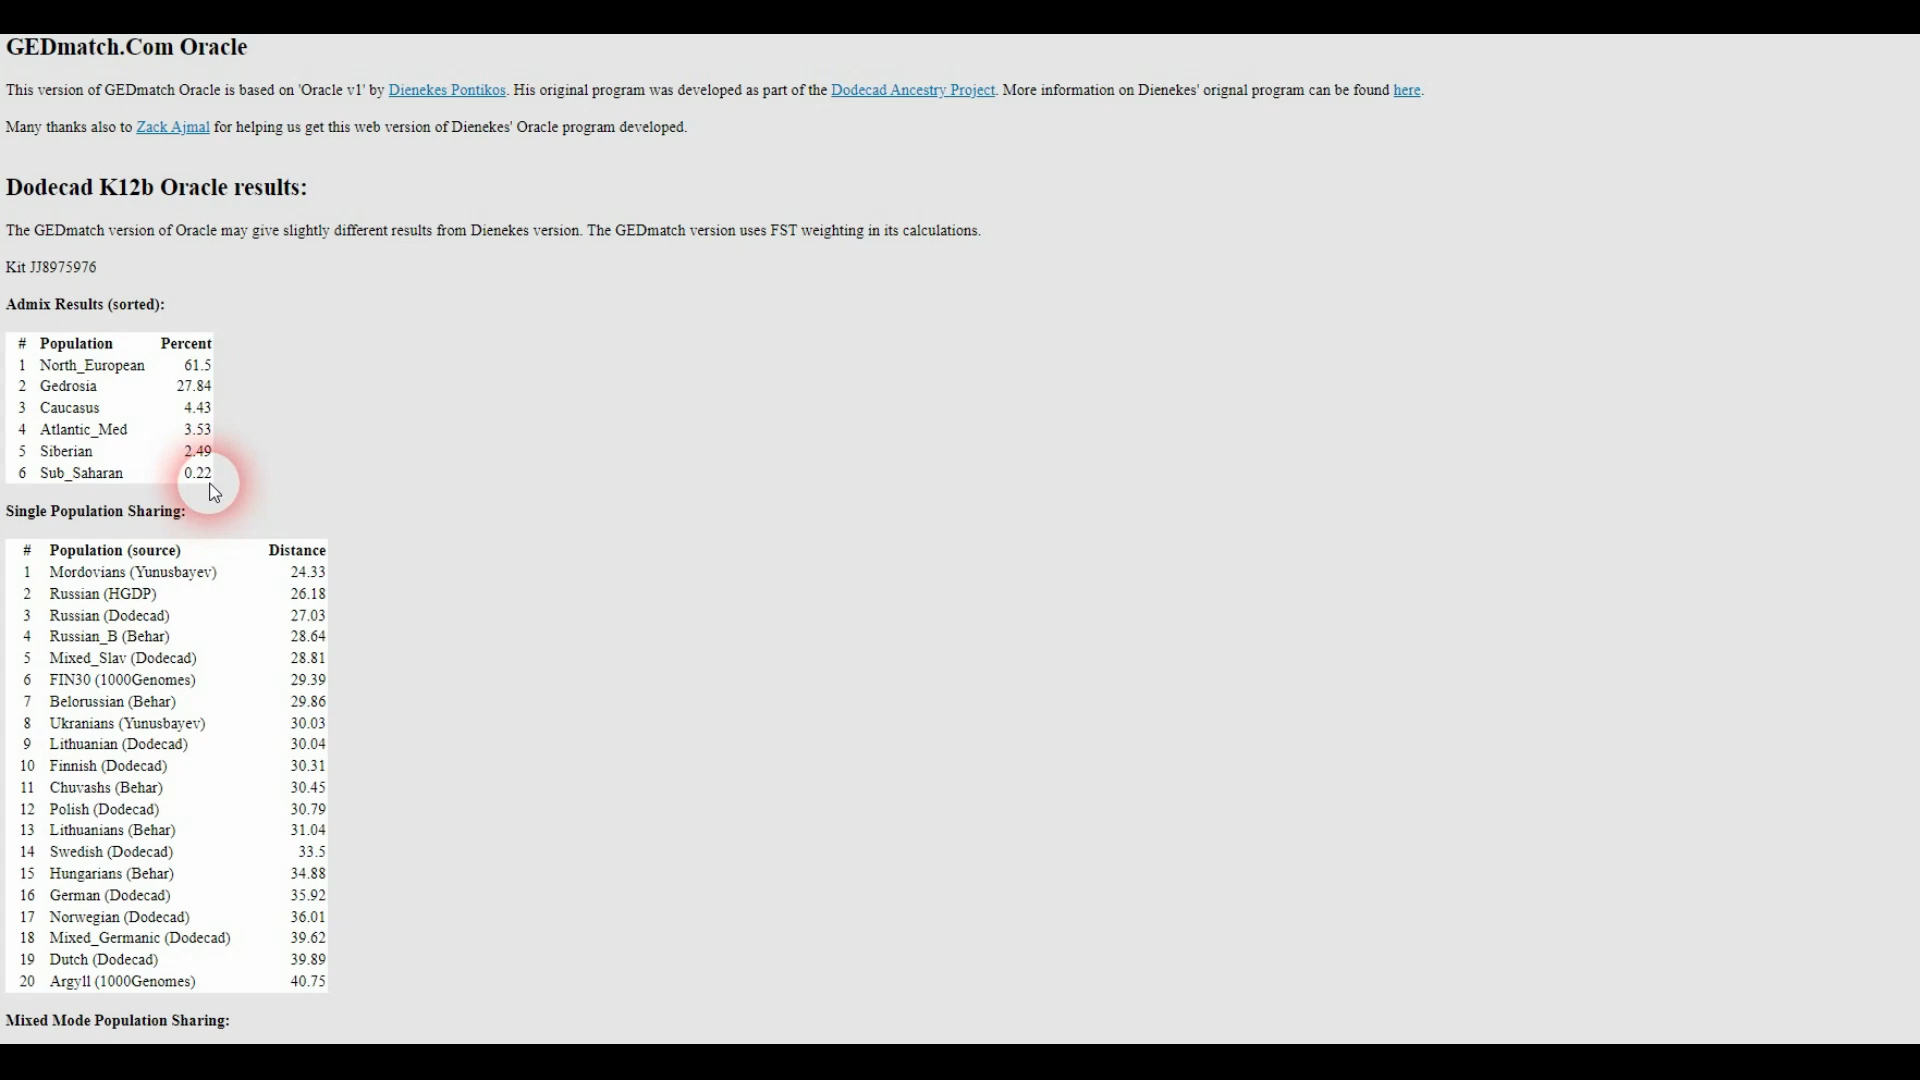 GEDmatch.Com Oracle
This version of GEDmatch Oracle is based on 'Oracle v1' by Dienekes Pontikos. His original program was developed as part of the Dodecad Ancestry Project. More information on Dienekes' orignal program can be found here.
Many thanks also to Zack Ajmal for helping us get this web version of Dienekes' Oracle program developed.
Dodecad K12b Oracle results:
The GEDmatch version of Oracle may give slightly different results from Dienekes version. The GEDmatch version uses FST weighting in its calculations.
Kit JJ8975976
Admix Results (sorted):
# Population Percent
1 North_European 61.5
2 Gedrosia 27.84
3 Caucasus 4.43
4 Atlantic_Med 3.53
5 Siberian 2.49
6 Sub_Saharan 0.22
Single Population Sharing:
# Population (source) Distance
1 Mordovians (Yunusbayev) 24.33
2 Russian (HGDP) 26.18
3 Russian (Dodecad) 27.03
4 Russian_B (Behar) 28.64
5 Mixed_Slav (Dodecad) 28.81
6 FIN30 (1000Genomes) 29.39
7 Belorussian (Behar) 29.86
8 Ukranians (Yunusbayev) 30.03
9 Lithuanian (Dodecad) 30.04
10 Finnish (Dodecad) 30.31
11 Chuvashs (Behar) 30.45
12 Polish (Dodecad) 30.79
13 Lithuanians (Behar) 31.04
14 Swedish (Dodecad) 33.5
15 Hungarians (Behar) 34.88
16 German (Dodecad) 35.92
17 Norwegian (Dodecad) 36.01
18 Mixed_Germanic (Dodecad) 39.62
19 Dutch (Dodecad) 39.89
20 Argyll (1000Genomes) 40.75
Mixed Mode Population Sharing: